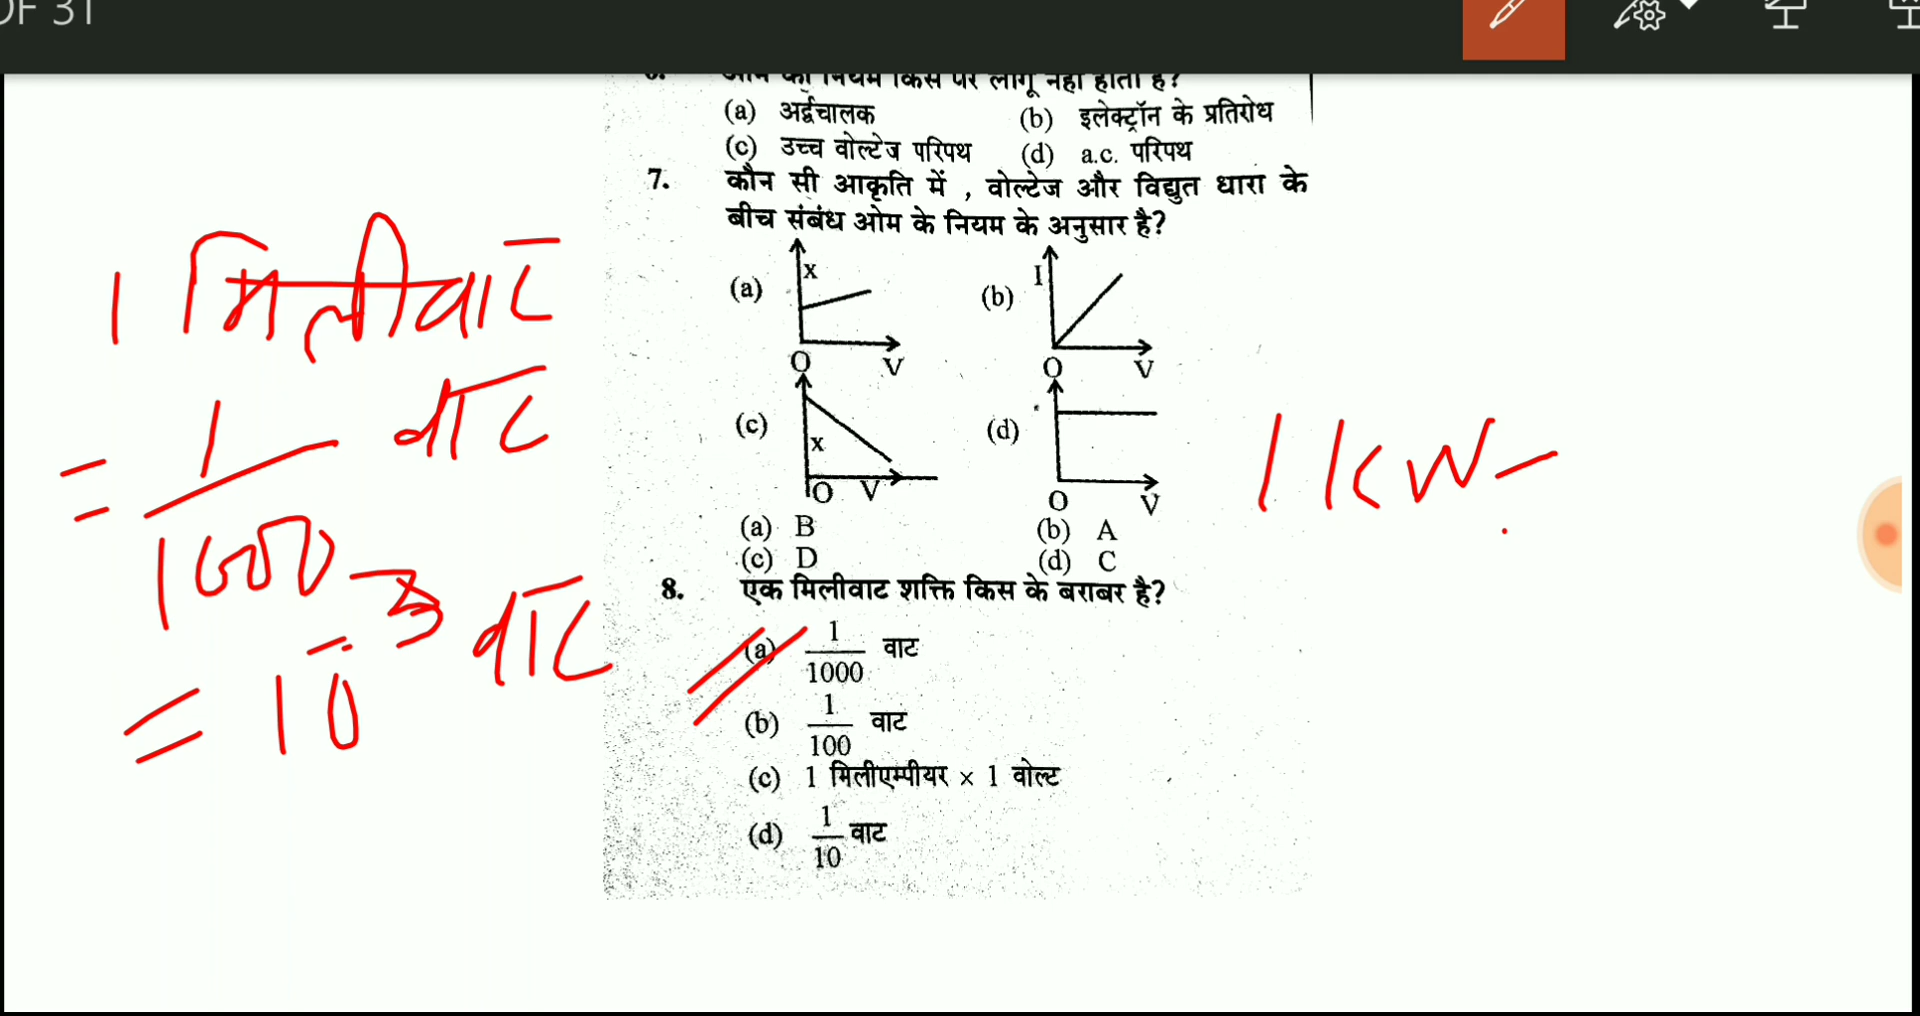 OF 31
6. ओम का नियम किस पर लागू नहीं होता है?
(a) अर्द्वचालक (b) इलेक्ट्रॉन के प्रतिरोध
(c) उच्च वोल्टेज परिपथ (d) a.c. परिपथ
7. कौन सी आकृति में , वोल्टेज और विद्युत धारा के
बीच संबंध ओम के नियम के अनुसार है?
(a) x O V (b) I O V
(c) x O V (d) O V
(a) B (b) A
(c) D (d) C
8. एक मिलीवाट शक्ति किस के बराबर है?
(a) 1/1000 वाट
(b) 1/100 वाट
(c) 1 मिलीएम्पीयर × 1 वोल्ट
(d) 1/10 वाट
1 मिलीवाट
= 1/1000 वाट
= 10⁻³ वाट
1 KW -